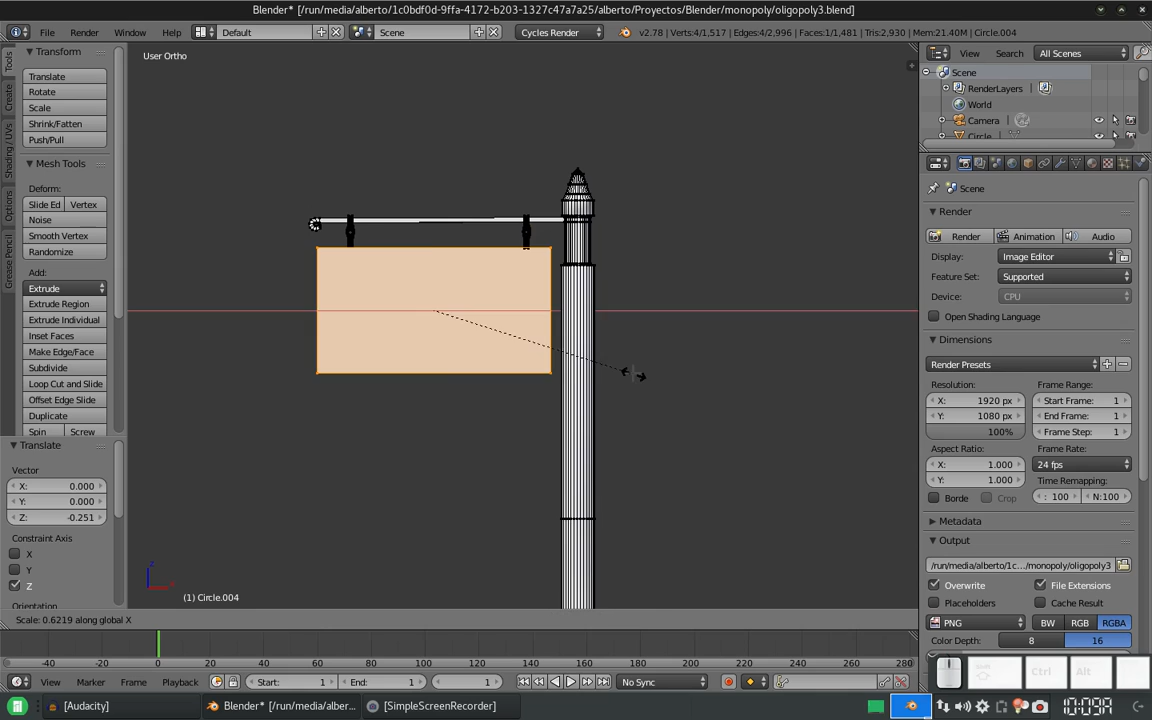 Blender* [/run/media/alberto/1c0bdf0d-9ffa-4172-b203-1327c47a7a25/alberto/Proyectos/Blender/monopoly/oligopoly3.blend]
File Render Window Help Default Scene Cycles Render v2.78 | Verts:4/1,517 | Edges:4/2,996 | Faces:1/1,481 | Tris:2,930 | Mem:21.40M | Circle.004
Tools
Create
Shading / UVs
Options
Grease Pencil
Transform
Translate
Rotate
Scale
Shrink/Fatten
Push/Pull
Mesh Tools
Deform:
Slide Ed Vertex
Noise
Smooth Vertex
Randomize
Add:
Extrude
Extrude Region
Extrude Individual
Inset Faces
Make Edge/Face
Subdivide
Loop Cut and Slide
Offset Edge Slide
Duplicate
Spin Screw
Translate
Vector
X: 0.000
Y: 0.000
Z: -0.251
Constraint Axis
X
Y
Z
Orientation
User Ortho
(1) Circle.004
Scale: 0.6219 along global X
View Search All Scenes
Scene
RenderLayers
World
Camera
Circle
Scene
Render
Render Animation Audio
Display: Image Editor
Feature Set: Supported
Device: CPU
Open Shading Language
Dimensions
Render Presets
Resolution: Frame Range:
X: 1920 px Start Frame: 1
Y: 1080 px End Frame: 1
100% Frame Step: 1
Aspect Ratio: Frame Rate:
X: 1.000 24 fps
Y: 1.000 Time Remapping:
Borde Crop : 100 N:100
Metadata
Output
/run/media/alberto/1c.../monopoly/oligopoly3
Overwrite File Extensions
Placeholders Cache Result
PNG BW RGB RGBA
Color Depth: 8 16
-40 -20 0 20 40 60 80 100 120 140 160 180 200 220 240 260 280
View Marker Frame Playback Start: 1 End: 1 1 No Sync
Ctrl Alt
[Audacity] Blender* [/run/media/alber... [SimpleScreenRecorder]